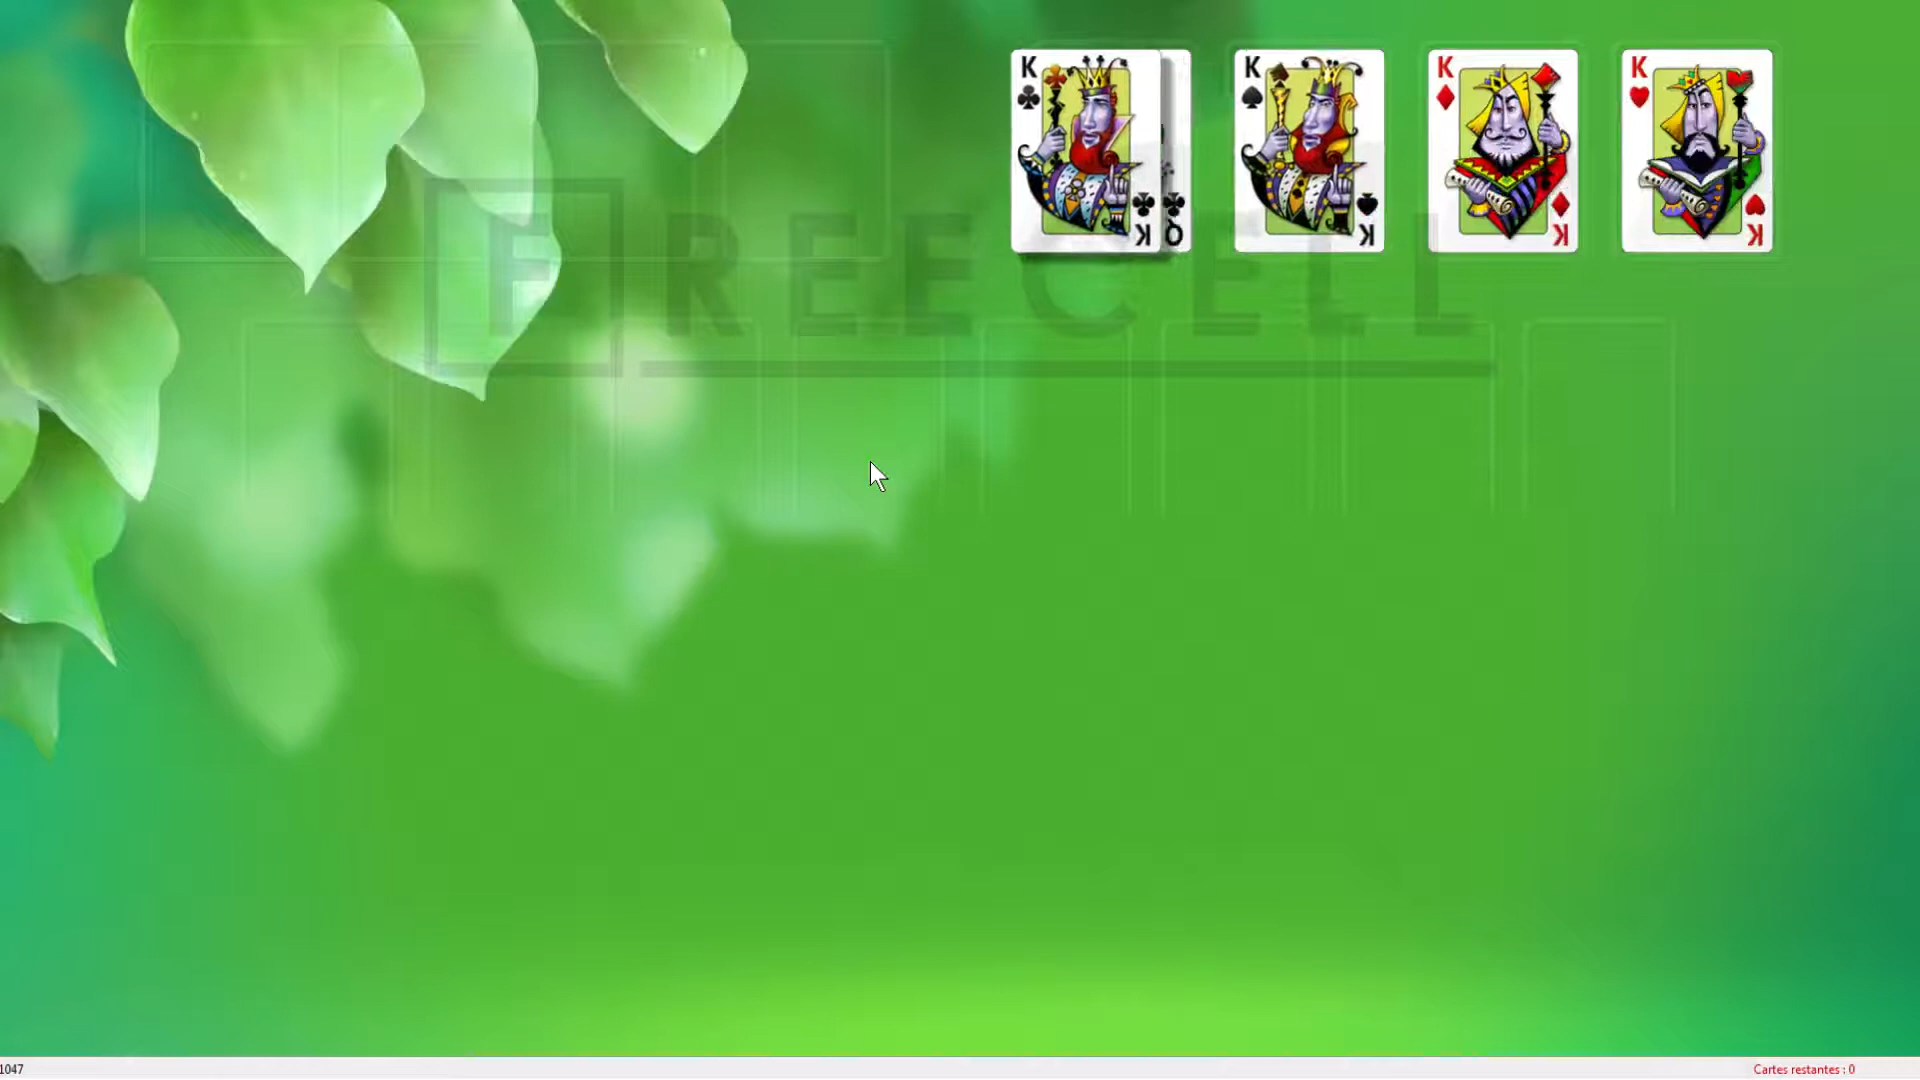 K K K K
K Q K K K
FREECELL
1047 Cartes restantes : 0